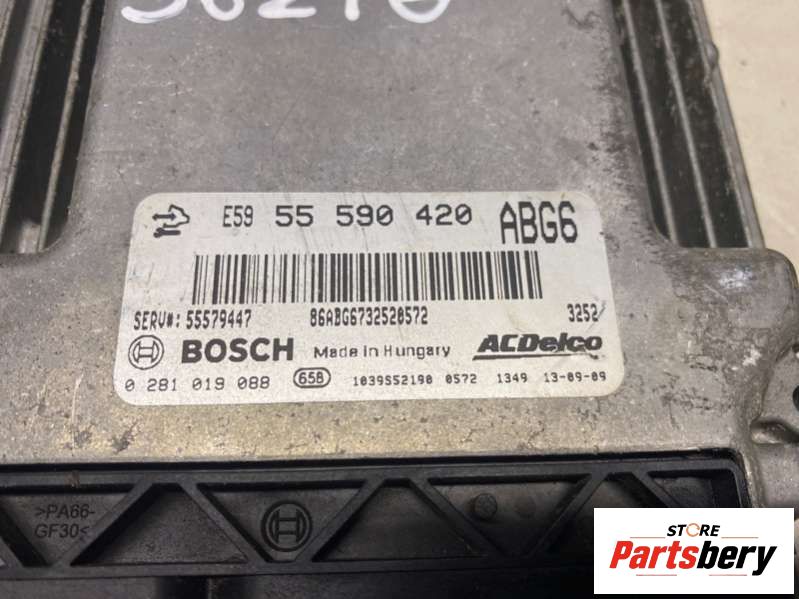 E59 55 590 420 ABG6
SERV#: 55579447 86ABG6732520572 3252
BOSCH Made in Hungary ACDelco
0 281 019 088 658 1039S52190 0572 1349 13-09-09
>PA66-
GF30<
STORE
Partsbery